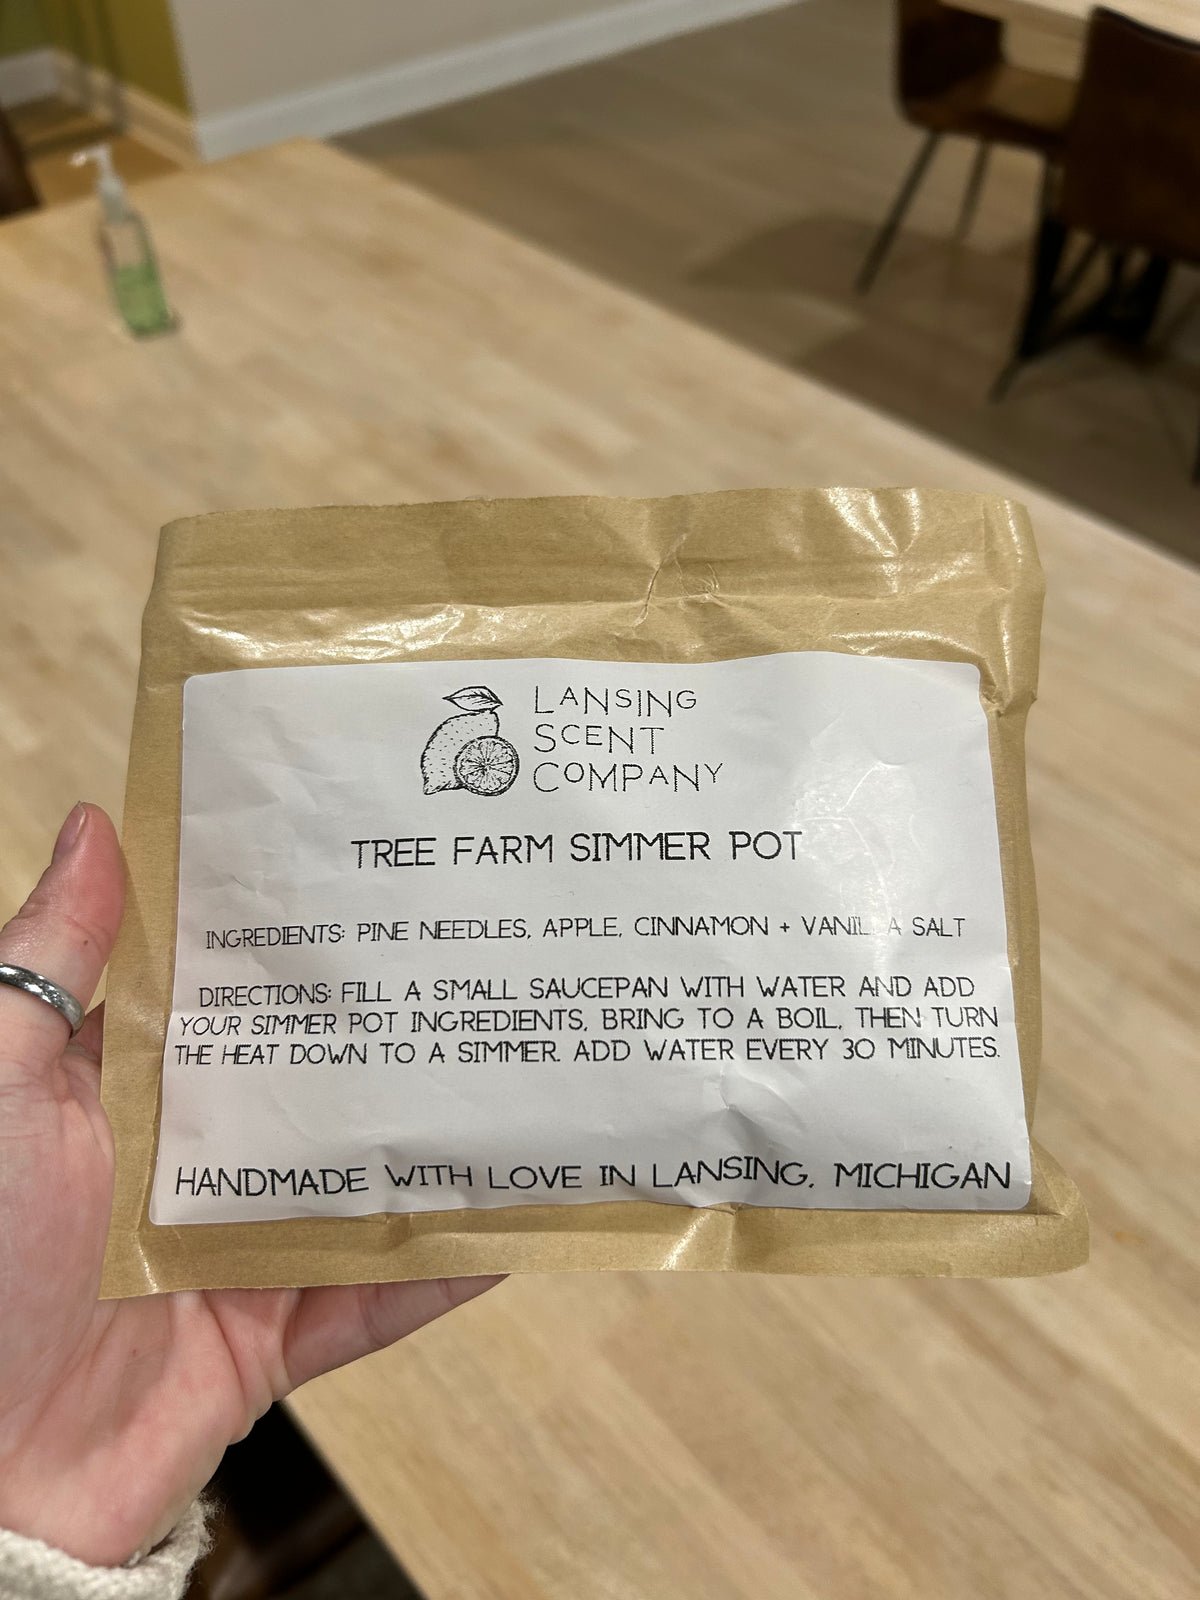 LANSING
SCENT
COMPANY
TREE FARM SIMMER POT
INGREDIENTS: PINE NEEDLES, APPLE, CINNAMON + VANILLA SALT
DIRECTIONS: FILL A SMALL SAUCEPAN WITH WATER AND ADD
YOUR SIMMER POT INGREDIENTS, BRING TO A BOIL, THEN TURN
THE HEAT DOWN TO A SIMMER. ADD WATER EVERY 30 MINUTES.
HANDMADE WITH LOVE IN LANSING, MICHIGAN